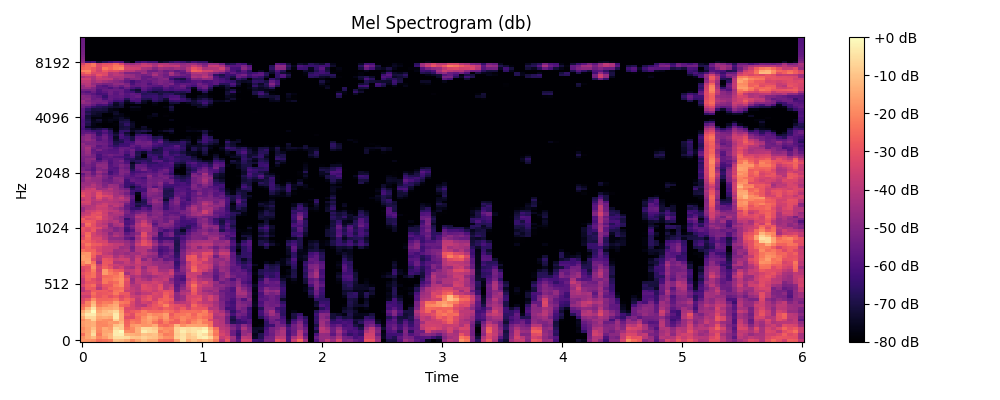 Mel Spectrogram (db)
8192
4096
2048
1024
512
0
Hz
0 1 2 3 4 5 6
Time
+0 dB
-10 dB
-20 dB
-30 dB
-40 dB
-50 dB
-60 dB
-70 dB
-80 dB